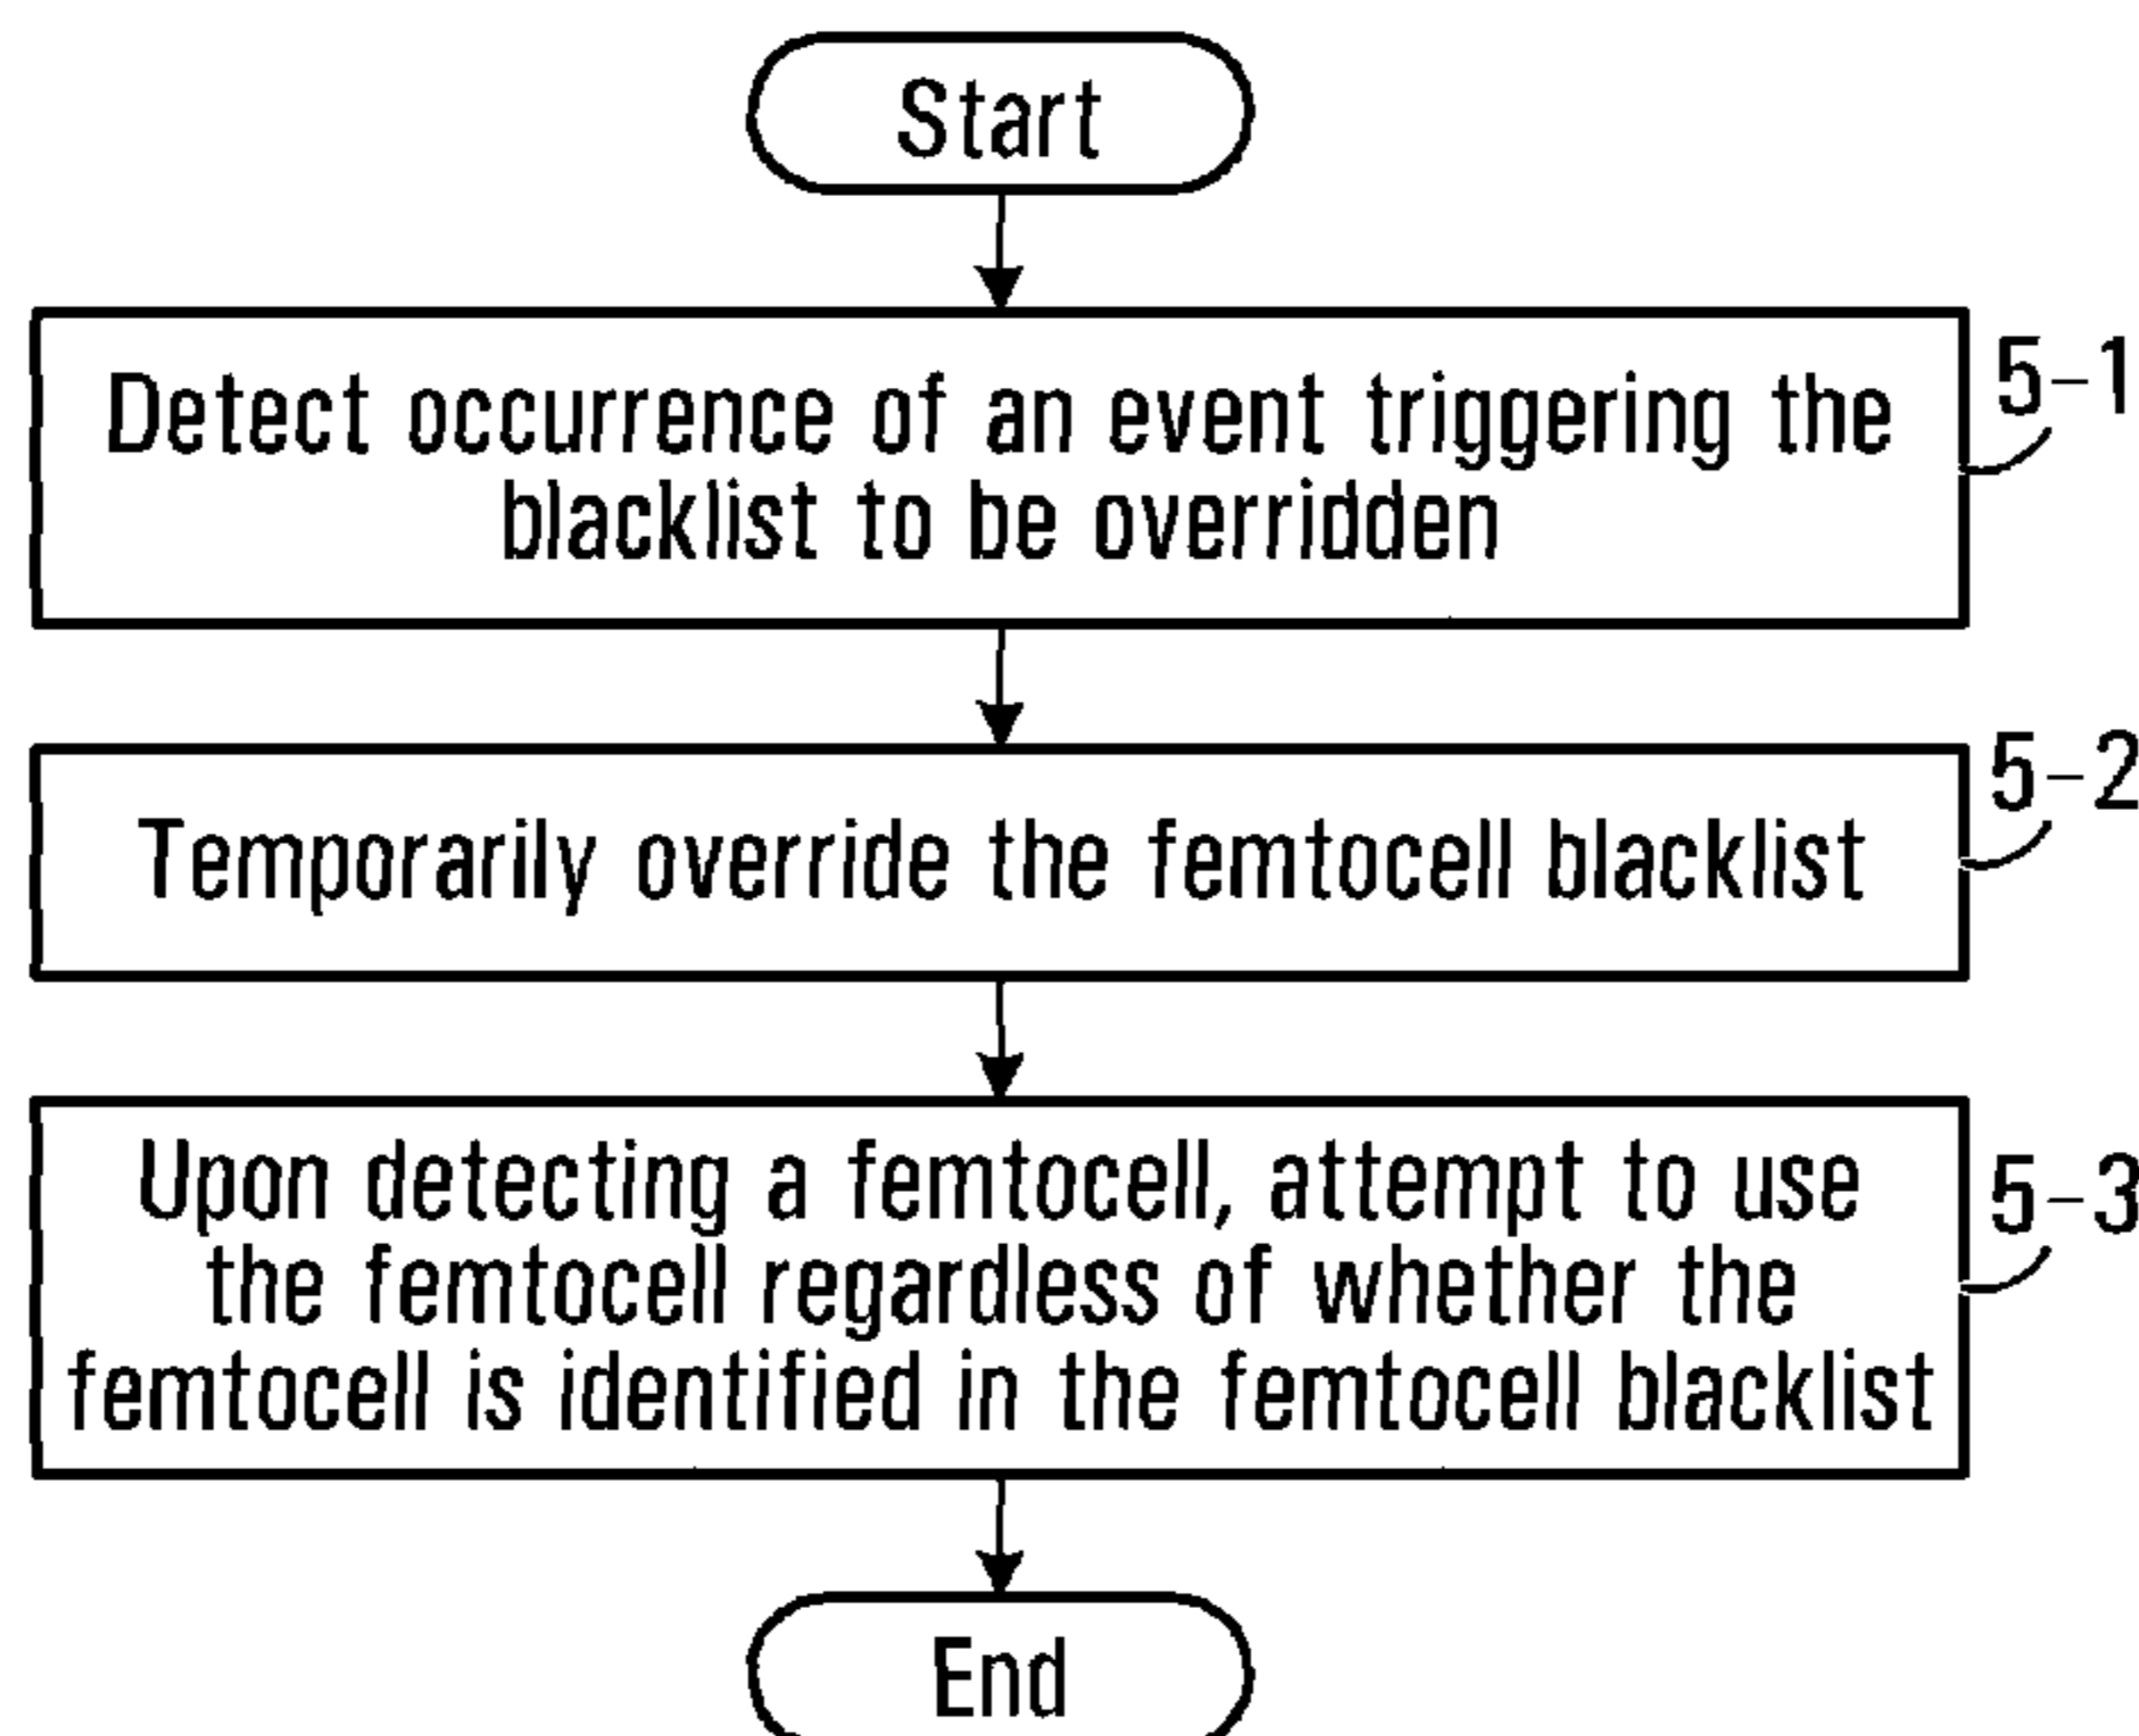 Start
Detect occurrence of an event triggering the
blacklist to be overridden
5-1
Temporarily override the femtocell blacklist
5-2
Upon detecting a femtocell, attempt to use
the femtocell regardless of whether the
femtocell is identified in the femtocell blacklist
5-3
End